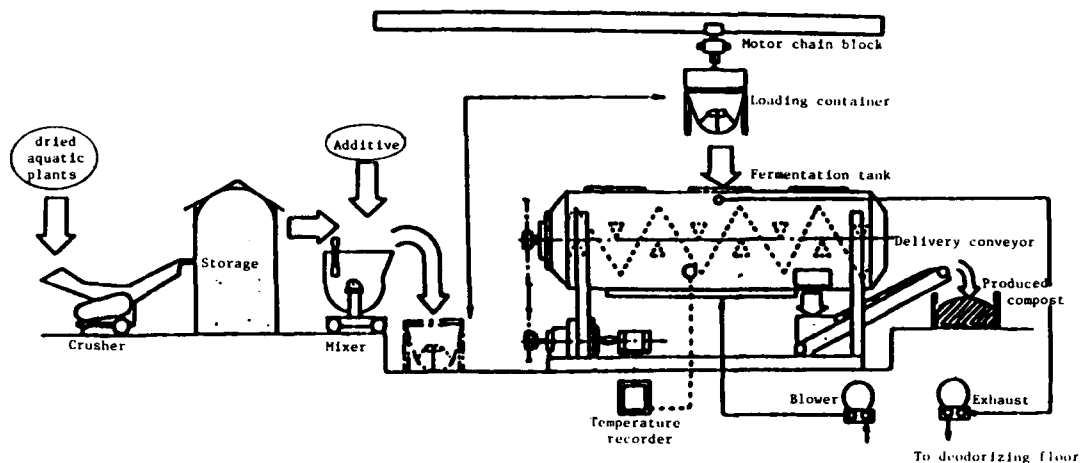 Motor chain block
Loading container
dried
aquatic
plants
Additive
Fermentation tank
Delivery conveyor
Storage
Produced
compost
Crusher
Mixer
Blower
Exhaust
Temperature
recorder
To deodorizing floor